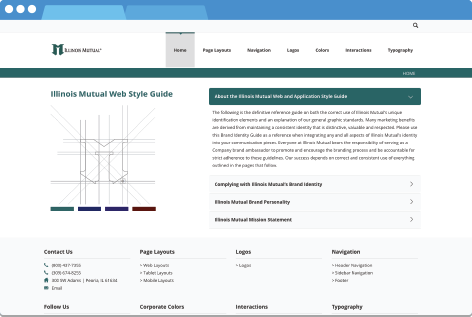 ILLINOIS MUTUAL
Home Page Layouts Navigation Logos Colors Interactions Typography
HOME
Illinois Mutual Web Style Guide
About the Illinois Mutual Web and Application Style Guide
The following is the definitive reference guide on both the correct use of Illinois Mutual's unique
identification elements and an explanation of our general graphic standards. Many marketing benefits
are derived from maintaining a consistent identity that is distinctive, valuable and respected. Please use
this Brand Identity Guide as a reference when integrating any and all aspects of Illinois Mutual's identity
into your communication pieces. Everyone at Illinois Mutual bears the responsibility of serving as a
Company brand ambassador to promote and encourage the branding process and be accountable for
strict adherence to these guidelines. Our success depends on correct and consistent use of everything
outlined in the pages that follow.
Complying with Illinois Mutual's Brand Identity
Illinois Mutual Brand Personality
Illinois Mutual Mission Statement
Contact Us Page Layouts Logos Navigation
(309) 674-8255 > Web Layouts > Logos > Header Navigation
> Tablet Layouts > Sidebar Navigation
300 SW Adams | Peoria, IL 61634 > Mobile Layouts > Footer
Email
Follow Us Corporate Colors Interactions Typography